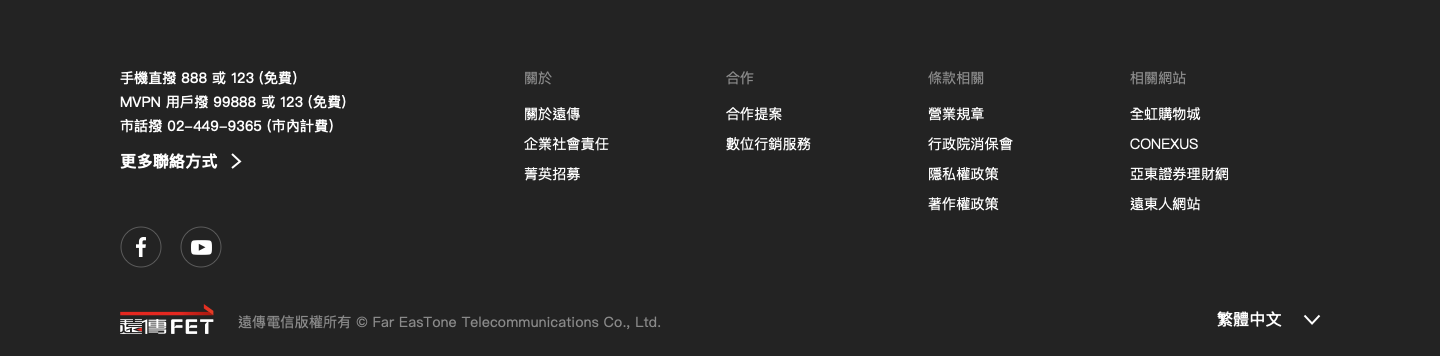 手機直撥 888 或 123 (免費)
MVPN 用戶撥 99888 或 123 (免費)
市話撥 02-449-9365 (市內計費)
更多聯絡方式
關於
關於遠傳
企業社會責任
菁英招募
合作
合作提案
數位行銷服務
條款相關
營業規章
行政院消保會
隱私權政策
著作權政策
相關網站
全虹購物城
CONEXUS
亞東證券理財網
遠東人網站
遠傳FET
遠傳電信版權所有 © Far EasTone Telecommunications Co., Ltd.
繁體中文